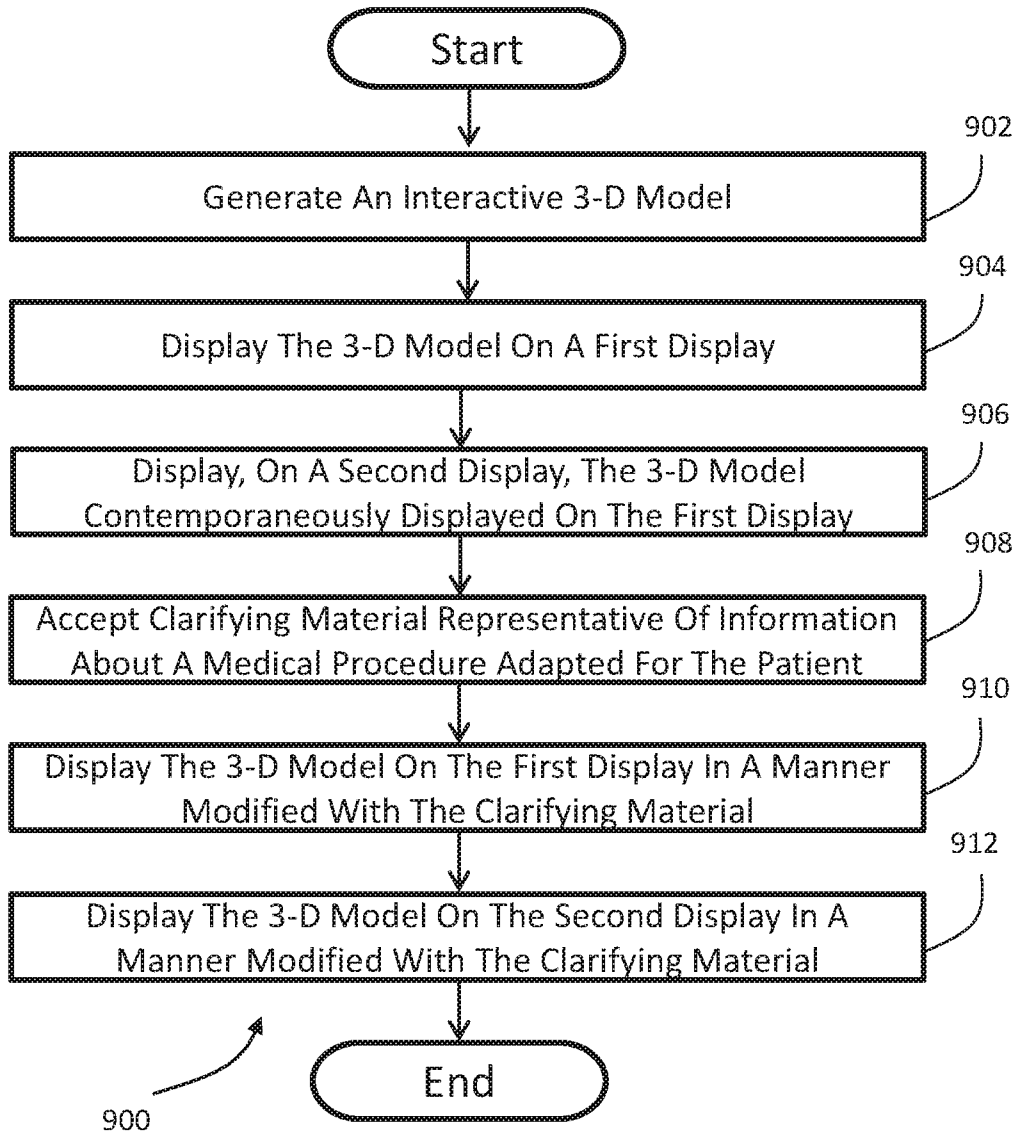 Start
902
Generate An Interactive 3-D Model
904
Display The 3-D Model On A First Display
906
Display, On A Second Display, The 3-D Model
Contemporaneously Displayed On The First Display
908
Accept Clarifying Material Representative Of Information
About A Medical Procedure Adapted For The Patient
910
Display The 3-D Model On The First Display In A Manner
Modified With The Clarifying Material
912
Display The 3-D Model On The Second Display In A
Manner Modified With The Clarifying Material
End
900